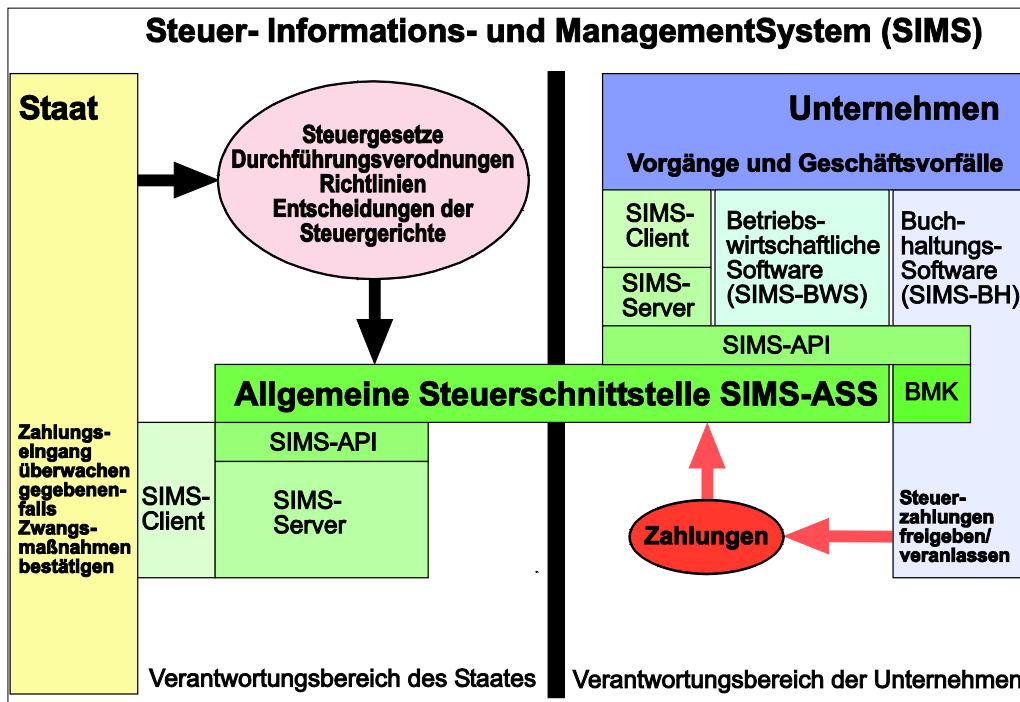 Steuer- Informations- und ManagementSystem (SIMS)
Staat
Steuergesetze
Durchführungsverodnungen
Richtlinien
Entscheidungen der
Steuergerichte
Unternehmen
Vorgänge und Geschäftsvorfälle
SIMS-
Client
SIMS-
Server
Betriebs-
wirtschaftliche
Software
(SIMS-BWS)
Buch-
haltungs-
Software
(SIMS-BH)
SIMS-API
Allgemeine Steuerschnittstelle SIMS-ASS
BMK
Zahlungs-
eingang
überwachen
gegebenen-
falls
Zwangs-
maßnahmen
bestätigen
SIMS-
Client
SIMS-API
SIMS-
Server
Zahlungen
Steuer-
zahlungen
freigeben/
veranlassen
Verantwortungsbereich des Staates
Verantwortungsbereich der Unternehmen